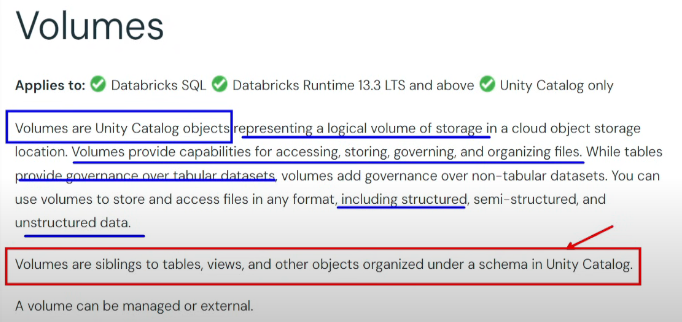 Volumes
Applies to: Databricks SQL Databricks Runtime 13.3 LTS and above Unity Catalog only
Volumes are Unity Catalog objects representing a logical volume of storage in a cloud object storage
location. Volumes provide capabilities for accessing, storing, governing, and organizing files. While tables
provide governance over tabular datasets, volumes add governance over non-tabular datasets. You can
use volumes to store and access files in any format, including structured, semi-structured, and
unstructured data.
Volumes are siblings to tables, views, and other objects organized under a schema in Unity Catalog.
A volume can be managed or external.